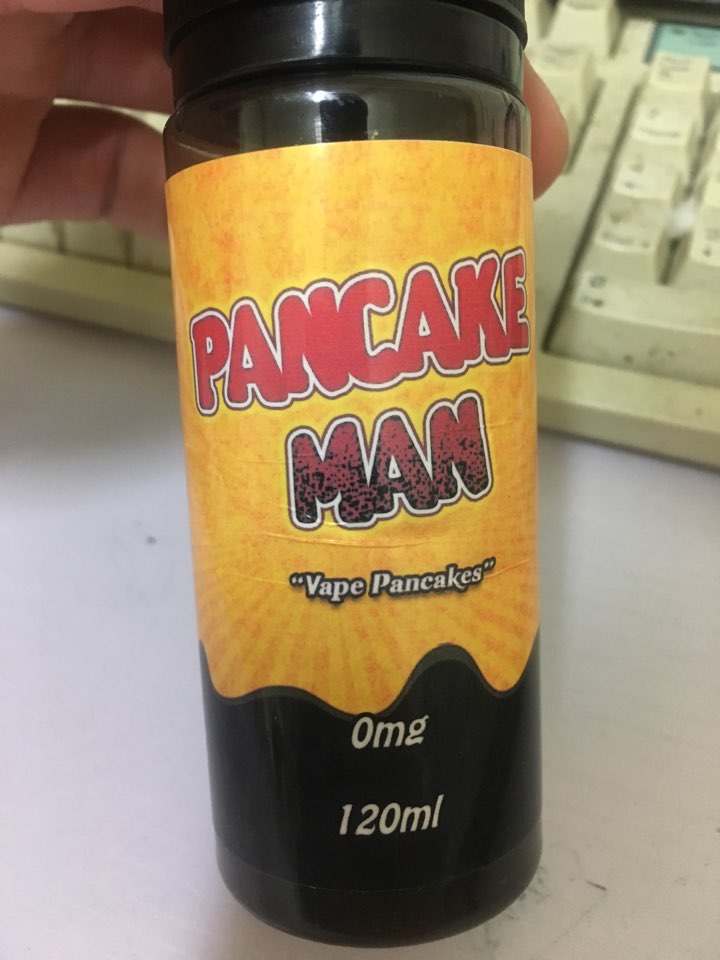 PANCAKE
MAN
"Vape Pancakes"
0mg
120ml